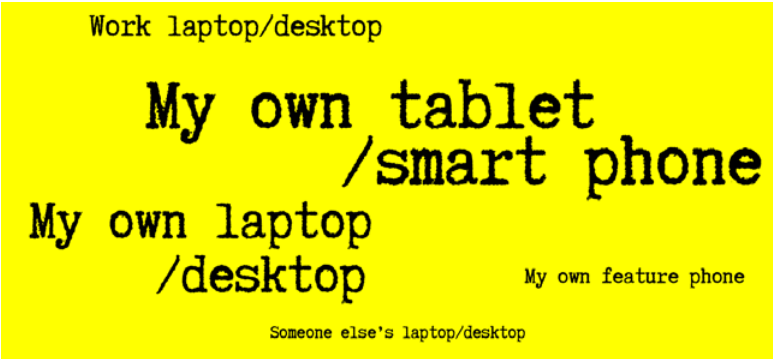 Work laptop/desktop
My own tablet
/smart phone
My own laptop
/desktop
My own feature phone
Someone else's laptop/desktop